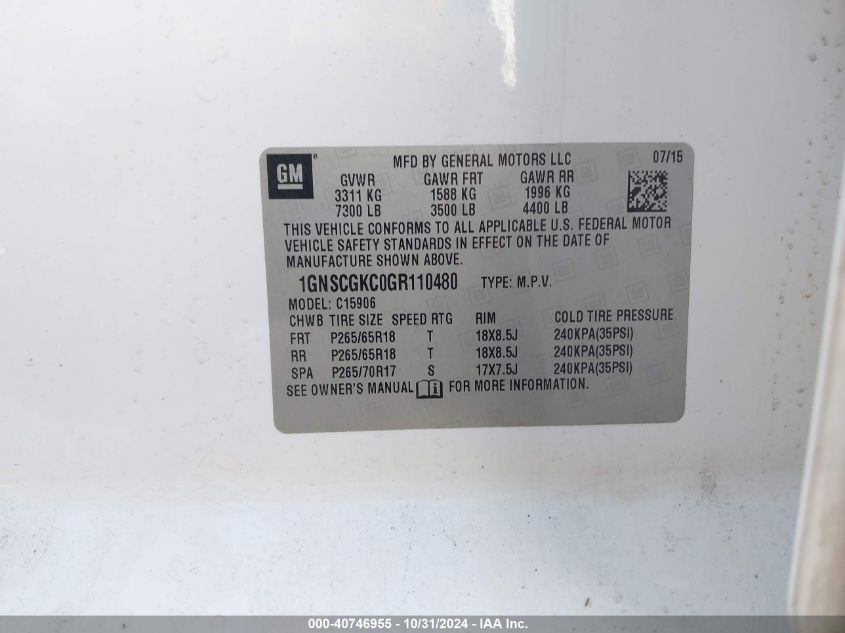 GM®
MFD BY GENERAL MOTORS LLC 07/15
GVWR GAWR FRT GAWR RR
3311 KG 1588 KG 1996 KG
7300 LB 3500 LB 4400 LB
THIS VEHICLE CONFORMS TO ALL APPLICABLE U.S. FEDERAL MOTOR
VEHICLE SAFETY STANDARDS IN EFFECT ON THE DATE OF
MANUFACTURE SHOWN ABOVE.
1GNSCGKC0GR110480 TYPE: M.P.V.
MODEL: C15906
CHWB TIRE SIZE SPEED RTG RIM COLD TIRE PRESSURE
FRT P265/65R18 T 18X8.5J 240KPA(35PSI)
RR P265/65R18 T 18X8.5J 240KPA(35PSI)
SPA P265/70R17 S 17X7.5J 240KPA(35PSI)
SEE OWNER'S MANUAL FOR MORE INFORMATION.
000-40746955 - 10/31/2024 - IAA Inc.